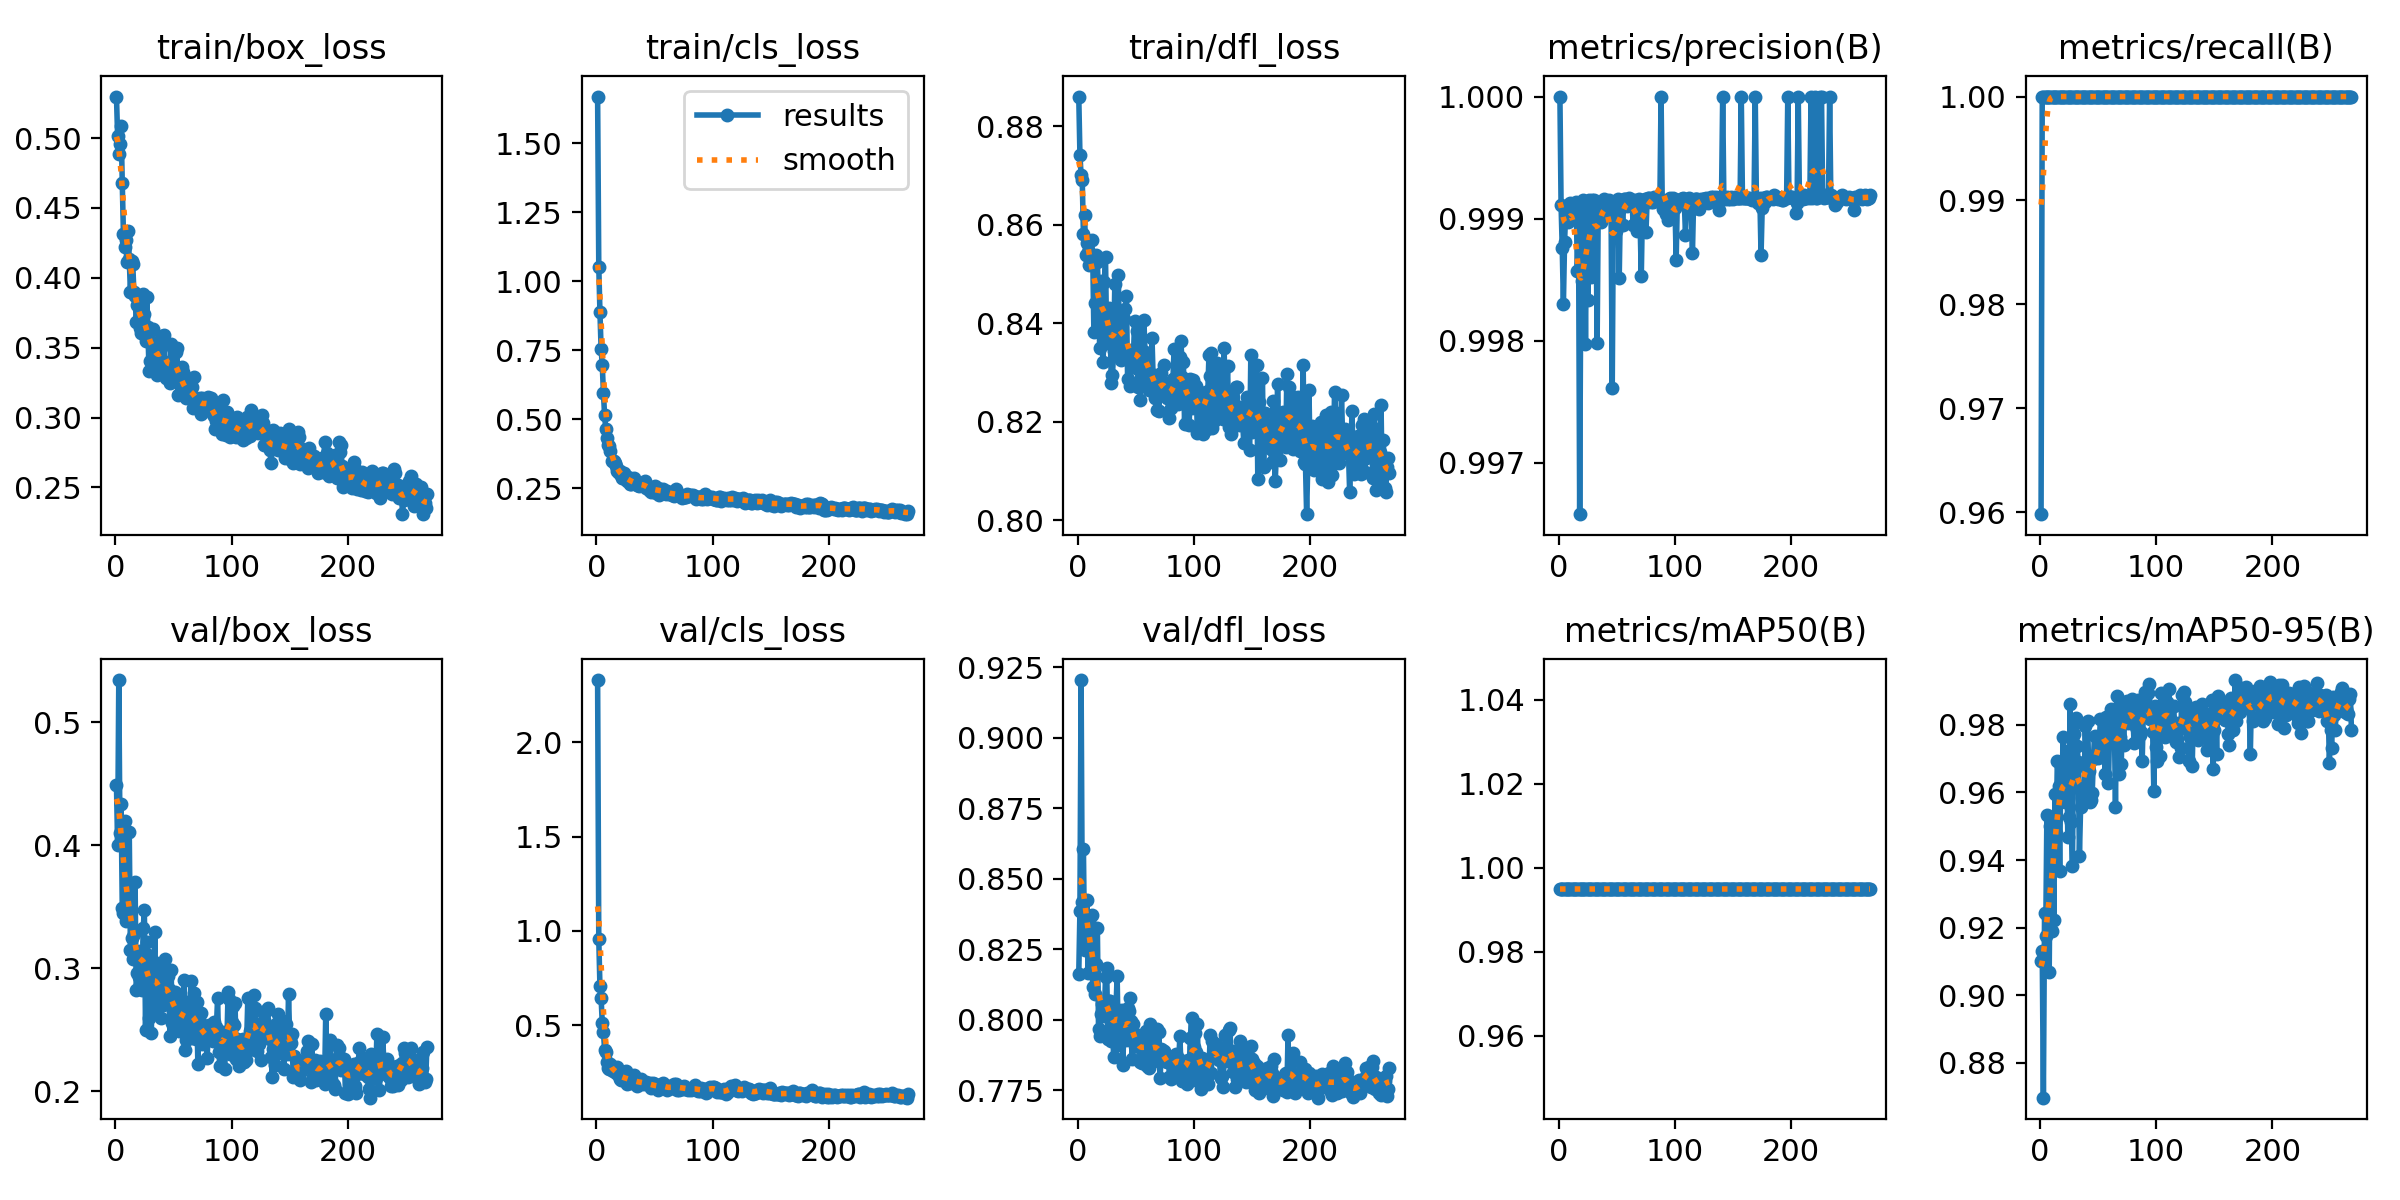 train/box_loss
0.50
0.45
0.40
0.35
0.30
0.25
0 100 200
train/cls_loss
results
smooth
1.50
1.25
1.00
0.75
0.50
0.25
0 100 200
train/dfl_loss
0.88
0.86
0.84
0.82
0.80
0 100 200
metrics/precision(B)
1.000
0.999
0.998
0.997
0 100 200
metrics/recall(B)
1.00
0.99
0.98
0.97
0.96
0 100 200
val/box_loss
0.5
0.4
0.3
0.2
0 100 200
val/cls_loss
2.0
1.5
1.0
0.5
0 100 200
val/dfl_loss
0.925
0.900
0.875
0.850
0.825
0.800
0.775
0 100 200
metrics/mAP50(B)
1.04
1.02
1.00
0.98
0.96
0 100 200
metrics/mAP50-95(B)
0.98
0.96
0.94
0.92
0.90
0.88
0 100 200